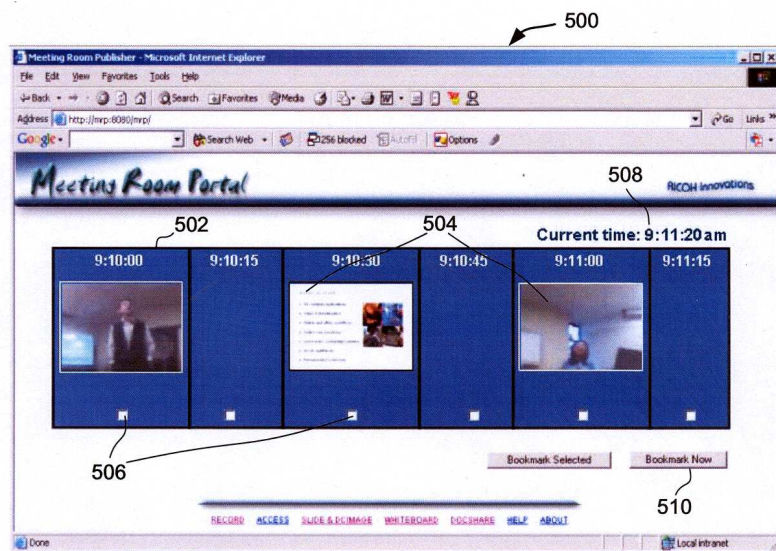 500
Meeting Room Publisher - Microsoft Internet Explorer
File Edit View Favorites Tools Help
Back Search Favorites Media
Address http://mvp:8080/mvp/ Go Links »
Google Search Web 256 blocked AutoFill Options
Meeting Room Portal RICOH innovations
508
502 504 Current time: 9:11:20am
9:10:00 9:10:15 9:10:30 9:10:45 9:11:00 9:11:15
506
Bookmark Selected Bookmark Now
510
RECORD ACCESS SLIDE & DCIMAGE WHITEBOARD DOCSHARE HELP ABOUT
Done Local intranet